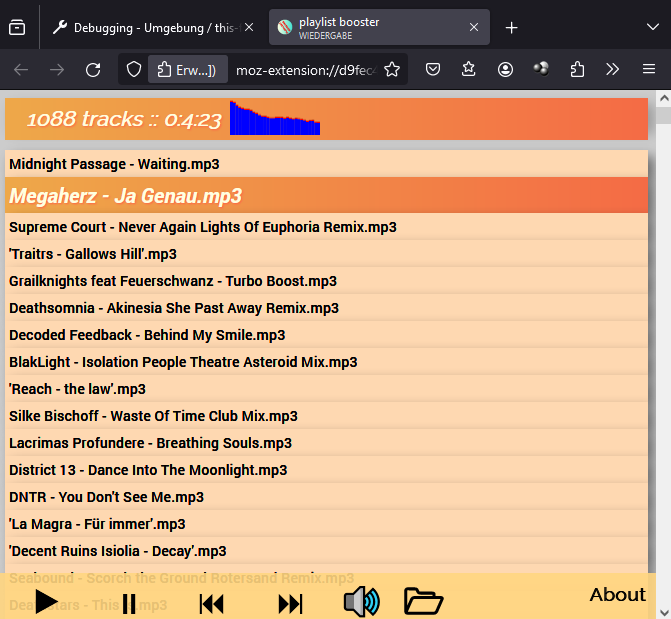 Debugging - Umgebung / this-
playlist booster
WIEDERGABE
Erw...])
moz-extension://d9fec
1088 tracks :: 0:4:23
Midnight Passage - Waiting.mp3
Megaherz - Ja Genau.mp3
Supreme Court - Never Again Lights Of Euphoria Remix.mp3
'Traitrs - Gallows Hill'.mp3
Grailknights feat Feuerschwanz - Turbo Boost.mp3
Deathsomnia - Akinesia She Past Away Remix.mp3
Decoded Feedback - Behind My Smile.mp3
BlakLight - Isolation People Theatre Asteroid Mix.mp3
'Reach - the law'.mp3
Silke Bischoff - Waste Of Time Club Mix.mp3
Lacrimas Profundere - Breathing Souls.mp3
District 13 - Dance Into The Moonlight.mp3
DNTR - You Don't See Me.mp3
'La Magra - Für immer'.mp3
'Decent Ruins Isiolia - Decay'.mp3
Seabound - Scorch the Ground Rotersand Remix.mp3
About